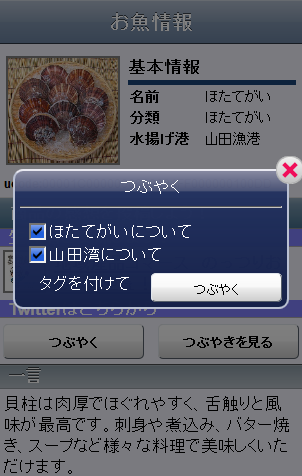 お魚情報
基本情報
名前 ほたてがい
分類 ほたてがい
水揚げ港 山田漁港
つぶやく
ほたてがいについて
山田湾について
タグを付けて つぶやく
Twitterはこちらから
つぶやく つぶやきを見る
一言
貝柱は肉厚でほぐれやすく、舌触りと風
味が最高です。刺身や煮込み、バター焼
き、スープなど様々な料理で美味しくいた
だけます。